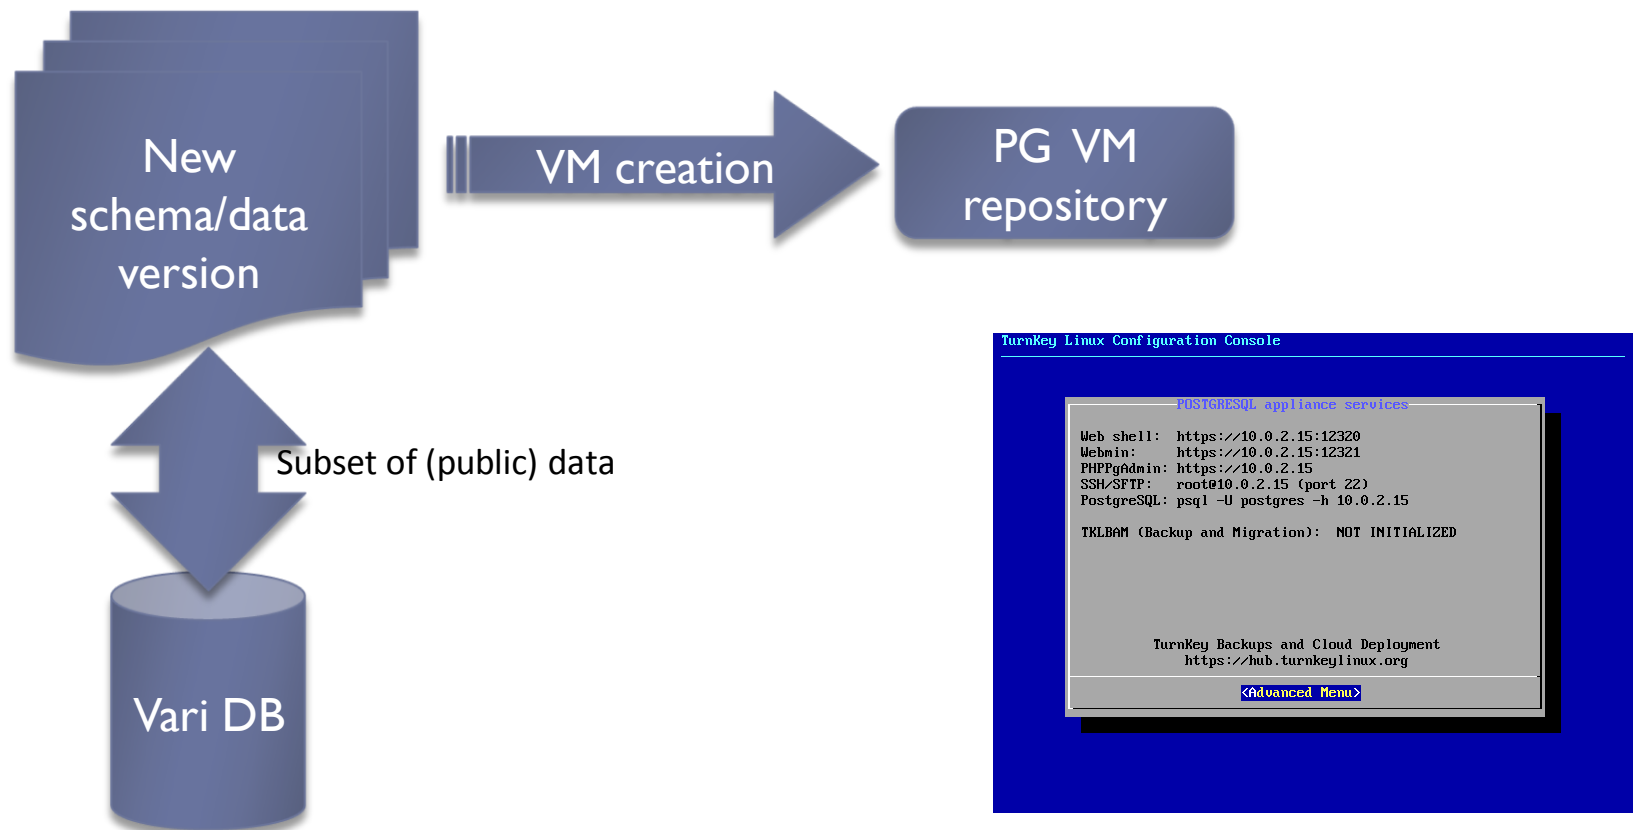 New
schema/data
version
VM creation
PG VM
repository
Subset of (public) data
Vari DB
TurnKey Linux Configuration Console
POSTGRESQL appliance services
Web shell: https://10.0.2.15:12320
Webmin: https://10.0.2.15:12321
PHPPgAdmin: https://10.0.2.15
SSH/SFTP: root@10.0.2.15 (port 22)
PostgreSQL: psql -U postgres -h 10.0.2.15
TKLBAM (Backup and Migration): NOT INITIALIZED
TurnKey Backups and Cloud Deployment
https://hub.turnkeylinux.org
<Advanced Menu>